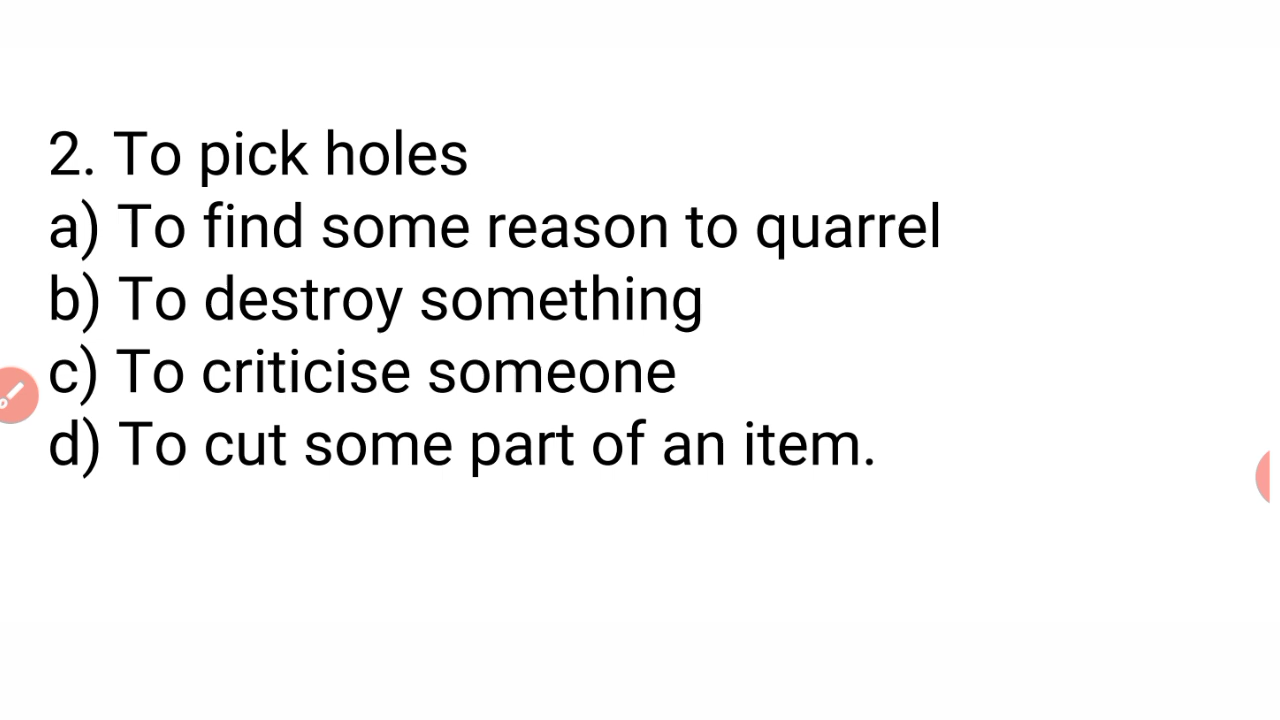 2. To pick holes
a) To find some reason to quarrel
b) To destroy something
c) To criticise someone
d) To cut some part of an item.